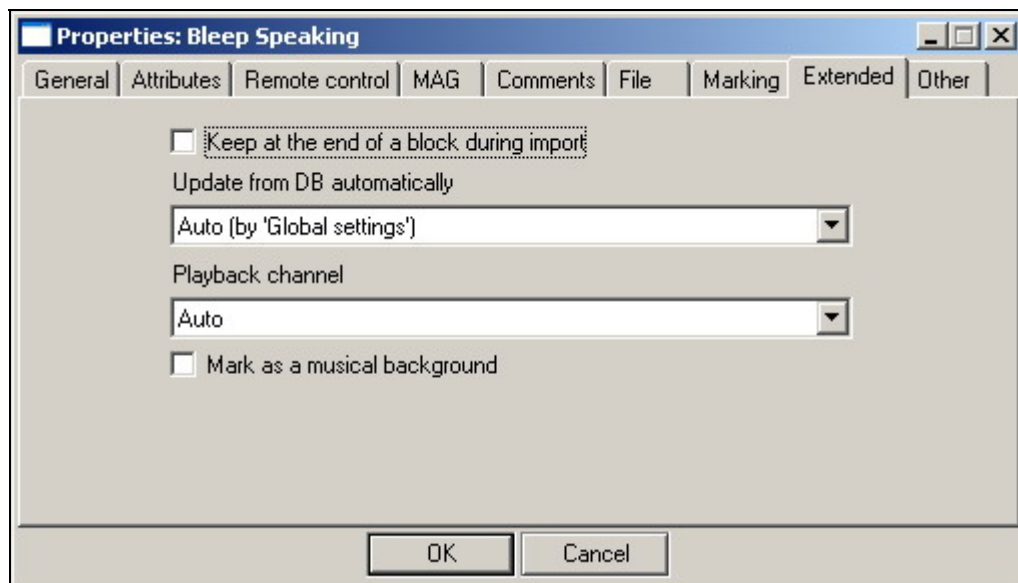 Properties: Bleep Speaking
General Attributes Remote control MAG Comments File Marking Extended Other
Keep at the end of a block during import
Update from DB automatically
Auto (by 'Global settings')
Playback channel
Auto
Mark as a musical background
OK Cancel